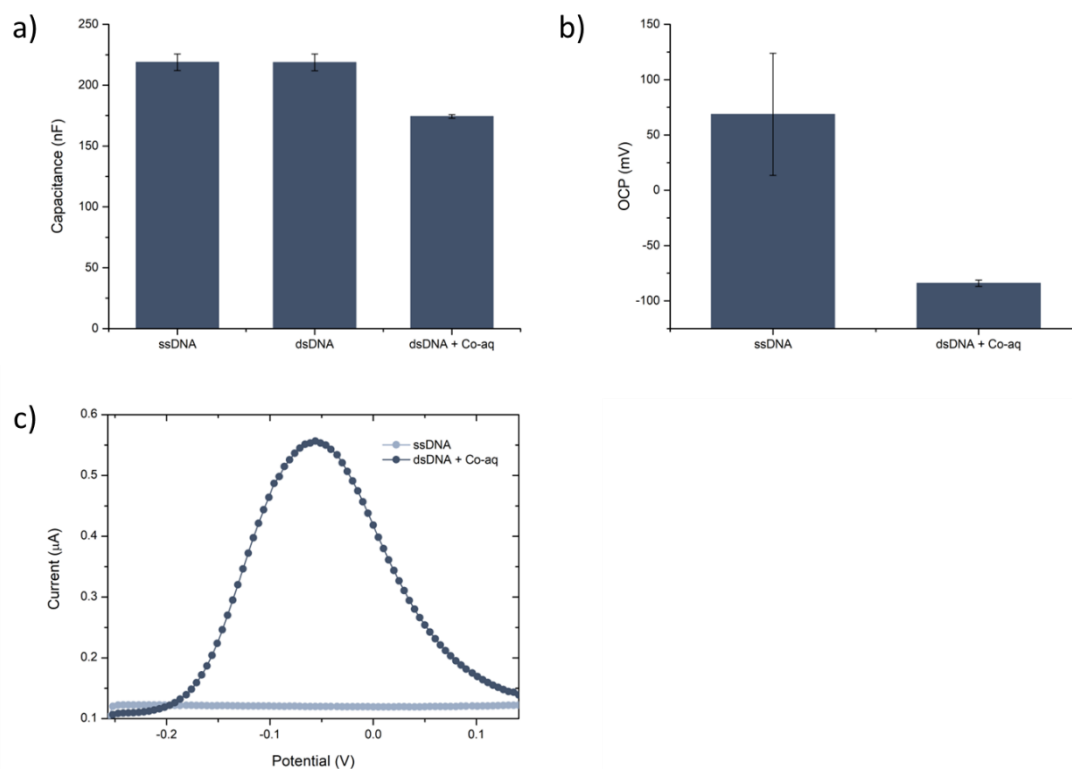 a)
250
200
150
100
50
0
Capacitance (nF)
ssDNA
dsDNA
dsDNA + Co-aq
b)
150
100
50
0
-50
-100
OCP (mV)
ssDNA
dsDNA + Co-aq
c)
0.6
0.5
0.4
0.3
0.2
0.1
Current (μA)
ssDNA
dsDNA + Co-aq
-0.2
-0.1
0.0
0.1
Potential (V)